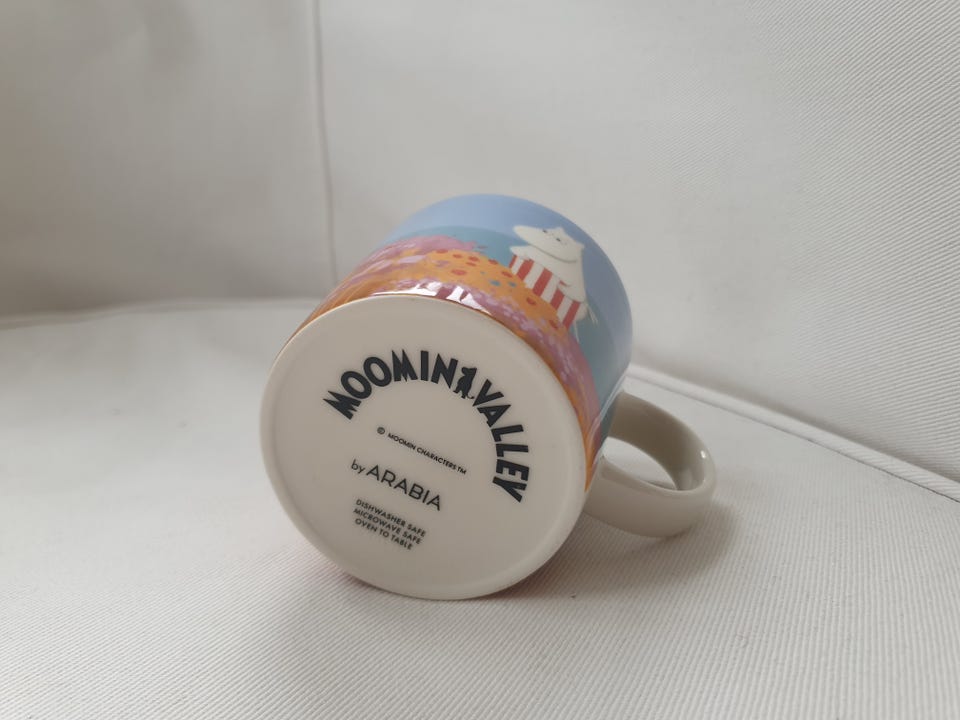 MOOMINVALLEY
© MOOMIN CHARACTERS™
by ARABIA
DISHWASHER SAFE
MICROWAVE SAFE
OVEN TO TABLE